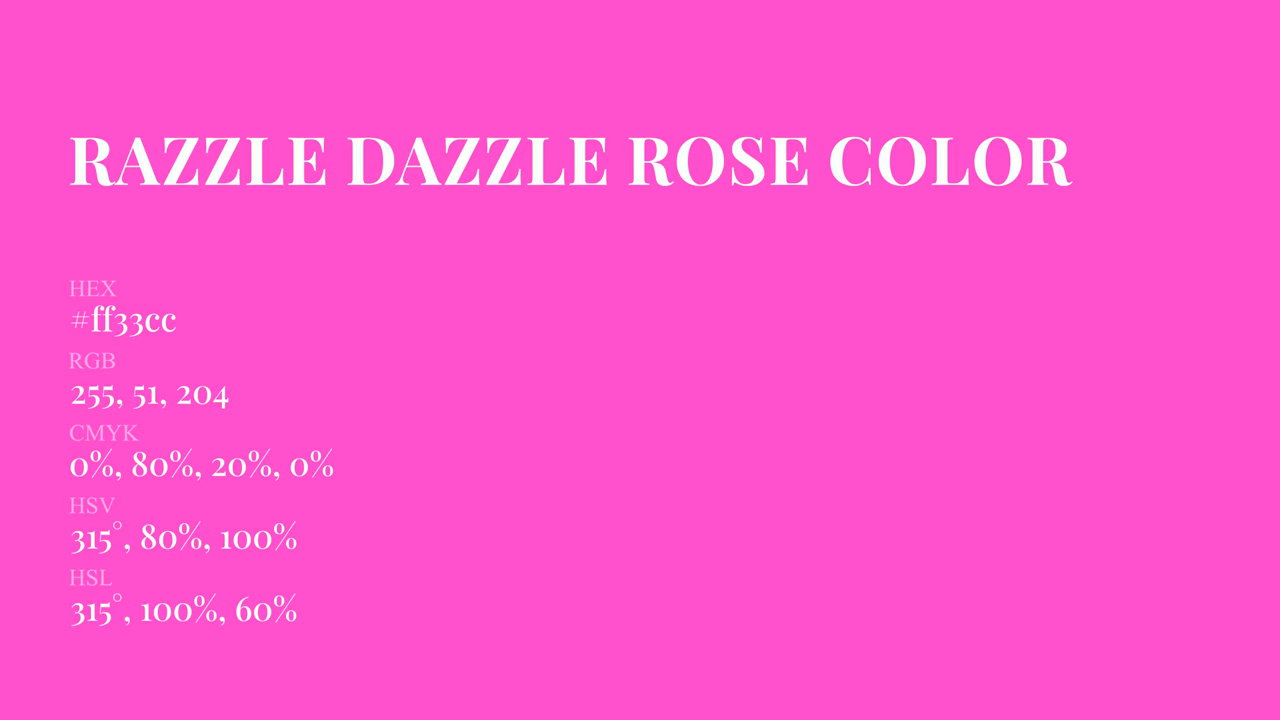 RAZZLE DAZZLE ROSE COLOR
HEX
#ff33cc
RGB
255, 51, 204
CMYK
0%, 80%, 20%, 0%
HSV
315°, 80%, 100%
HSL
315°, 100%, 60%